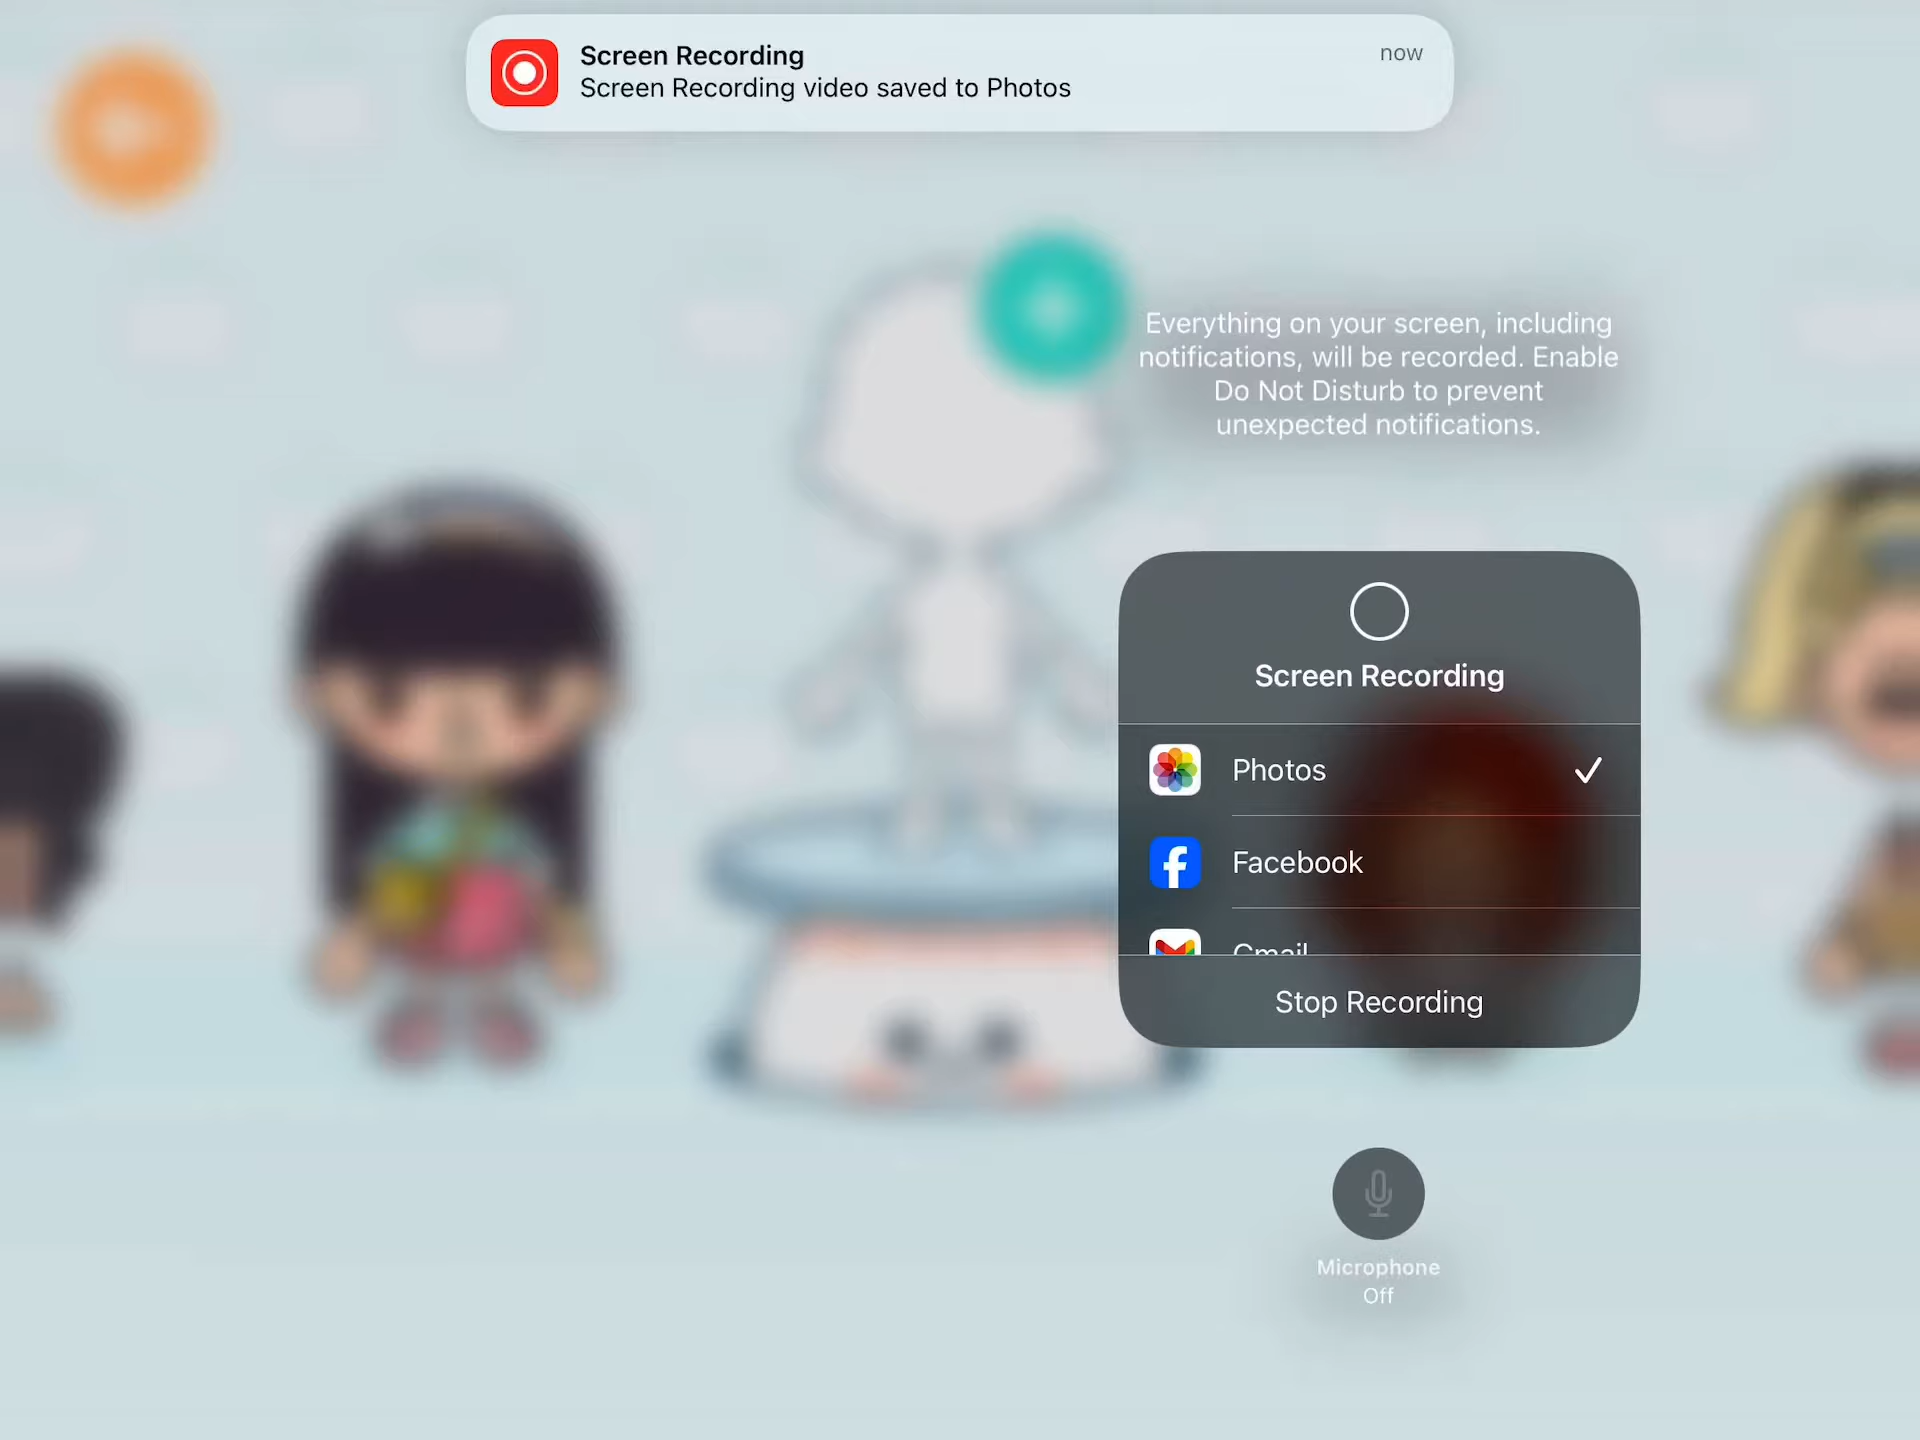 Screen Recording
now
Screen Recording video saved to Photos
Everything on your screen, including
notifications, will be recorded. Enable
Do Not Disturb to prevent
unexpected notifications.
Screen Recording
Photos
Facebook
Gmail
Stop Recording
Microphone
Off